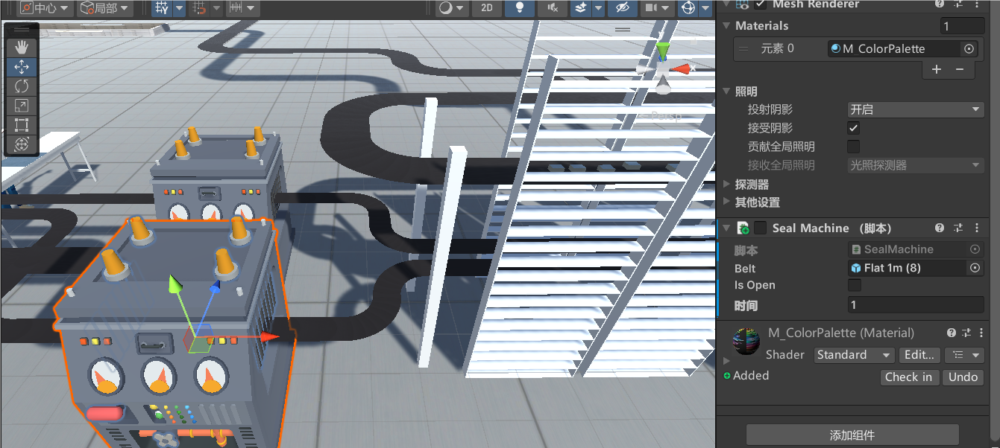 中心 局部 2D
Mesh Renderer
Materials 1
元素 0 M_ColorPalette
+ −
照明
投射阴影 开启
接受阴影
贡献全局照明
接收全局照明 光照探测器
探测器
其他设置
Seal Machine （脚本）
脚本 SealMachine
Belt Flat 1m (8)
Is Open
时间 1
M_ColorPalette (Material)
Shader Standard Edit...
Added Check in Undo
添加组件
x
Persp